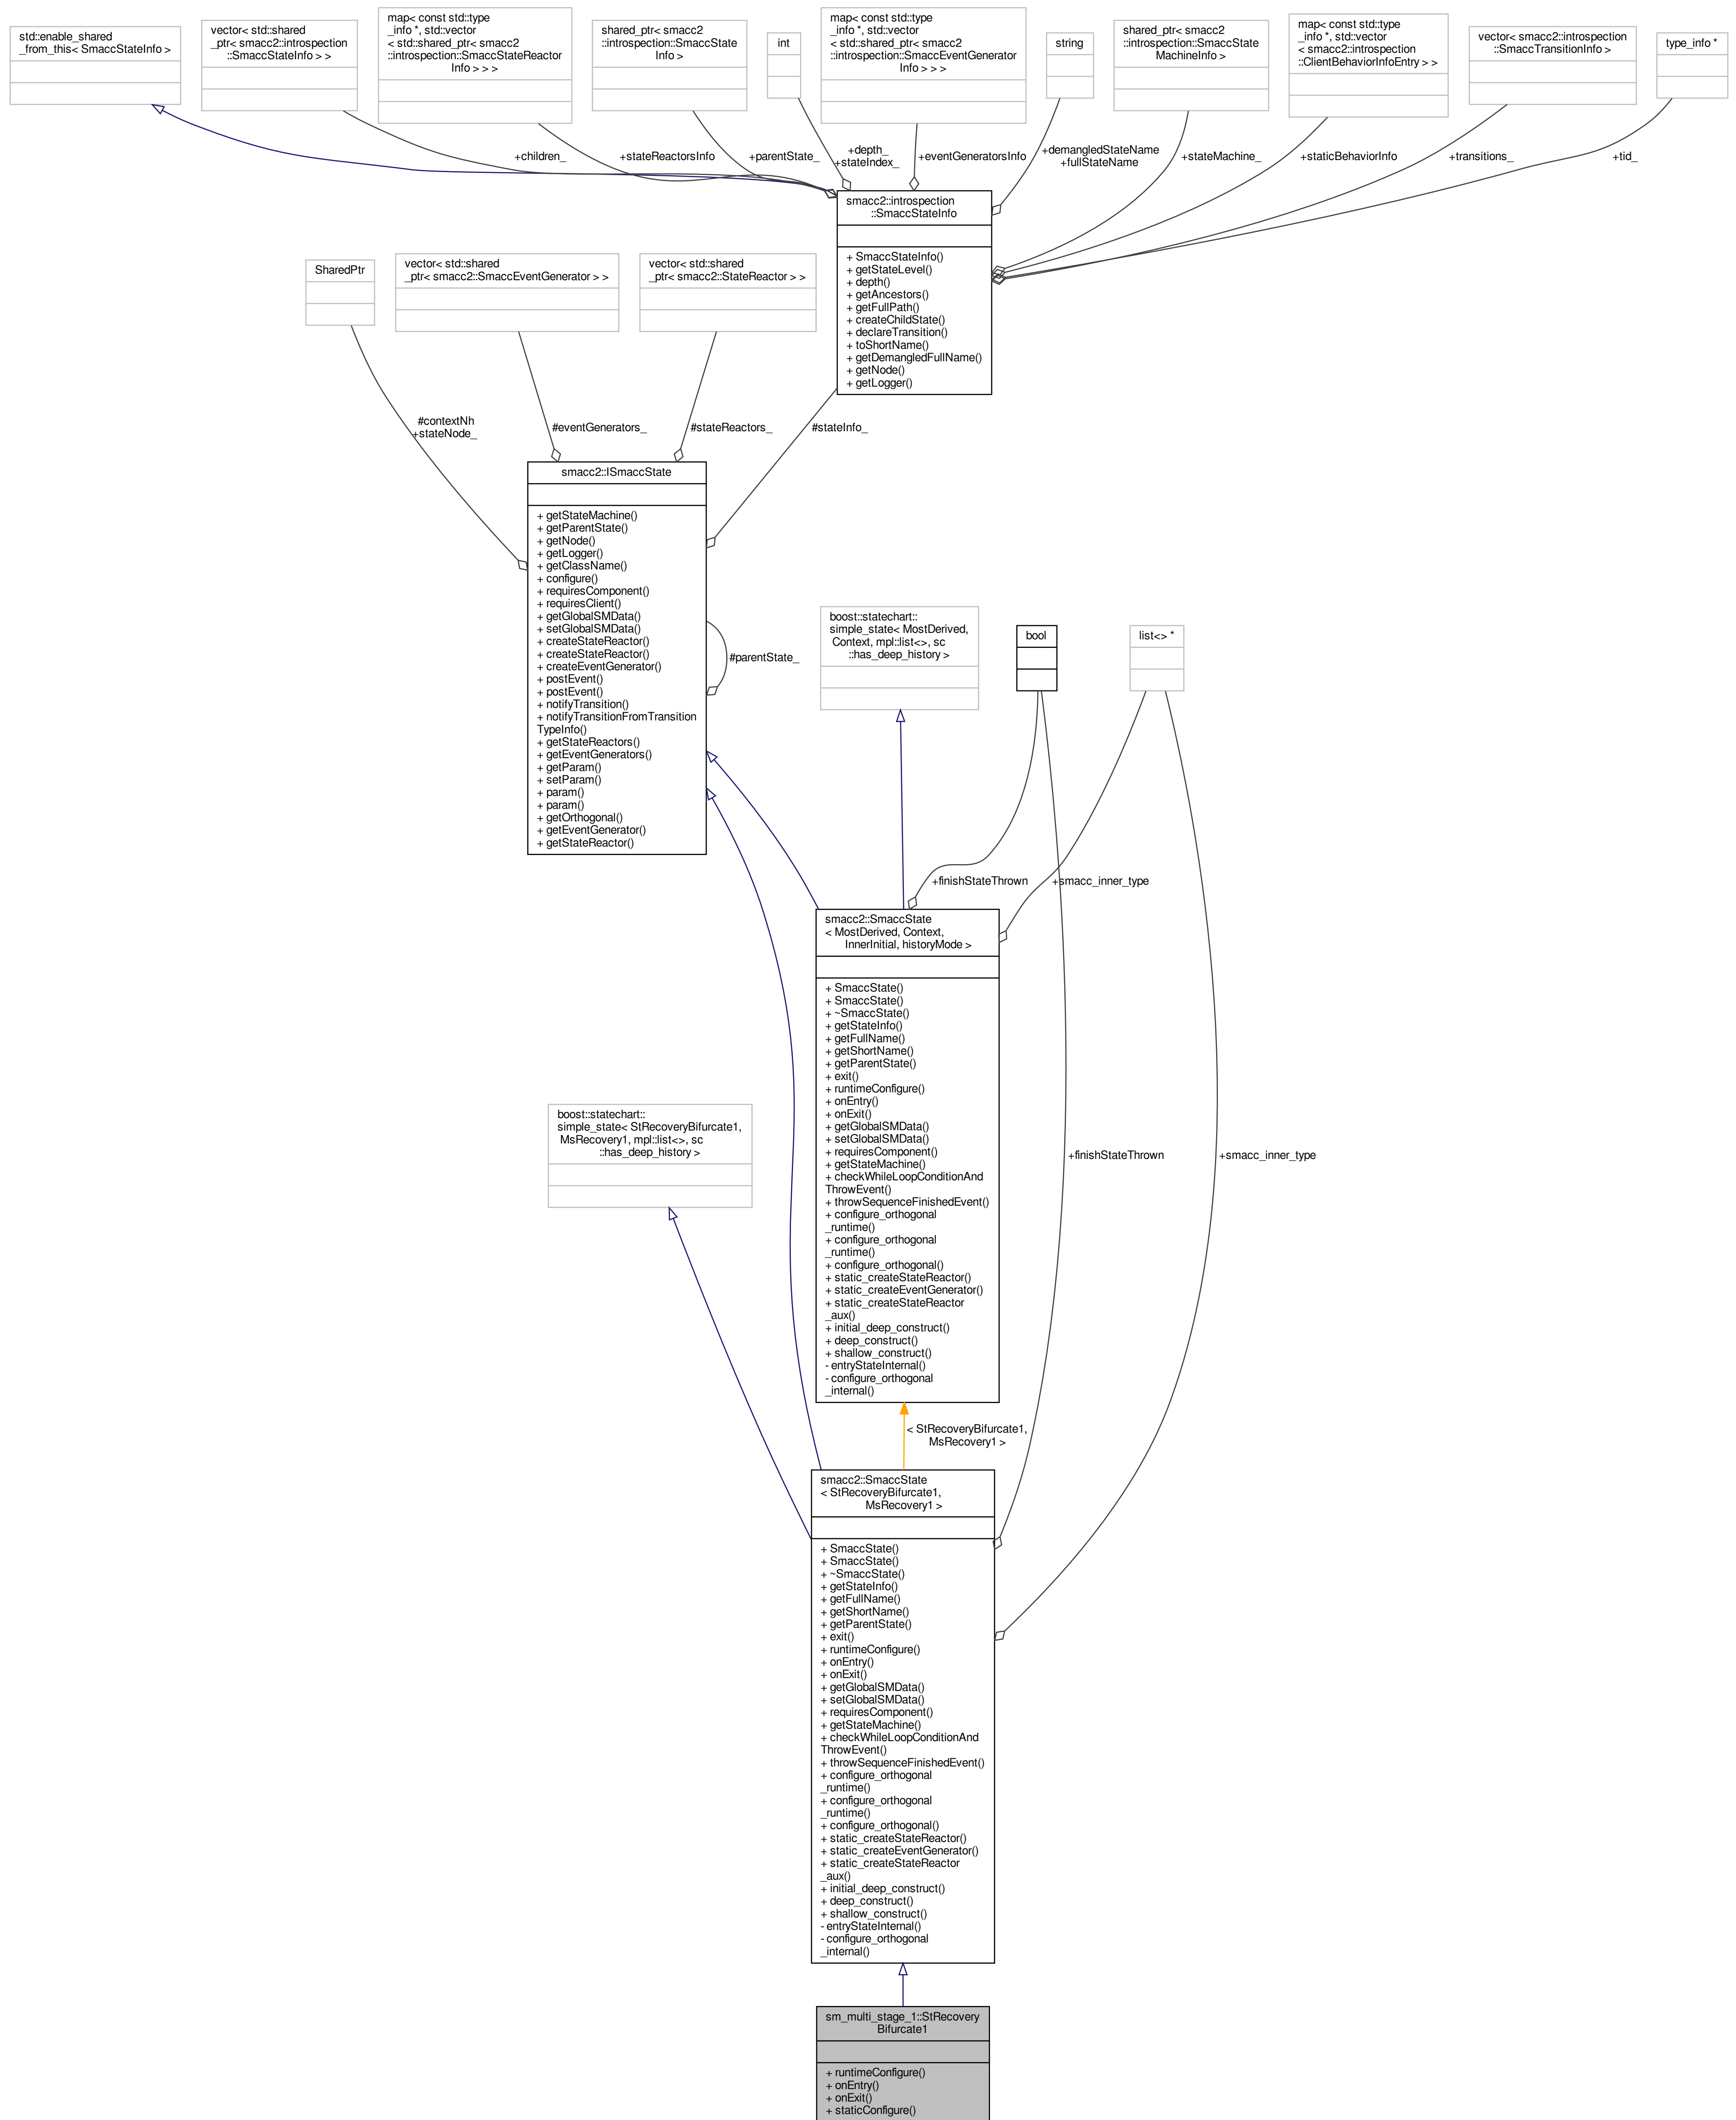 std::enable_shared
_from_this< SmaccStateInfo >
vector< std::shared
_ptr< smacc2::introspection
::SmaccStateInfo > >
map< const std::type
_info *, std::vector
< std::shared_ptr< smacc2
::introspection::SmaccStateReactor
Info > > >
shared_ptr< smacc2
::introspection::SmaccState
Info >
int
map< const std::type
_info *, std::vector
< std::shared_ptr< smacc2
::introspection::SmaccEventGenerator
Info > > >
string
shared_ptr< smacc2
::introspection::SmaccState
MachineInfo >
map< const std::type
_info *, std::vector
< smacc2::introspection
::ClientBehaviorInfoEntry > >
vector< smacc2::introspection
::SmaccTransitionInfo >
type_info *
+children_
+stateReactorsInfo
+parentState_
+depth_
+stateIndex_
+eventGeneratorsInfo
+demangledStateName
+fullStateName
+stateMachine_
+staticBehaviorInfo
+transitions_
+tid_
smacc2::introspection
::SmaccStateInfo
+ SmaccStateInfo()
+ getStateLevel()
+ depth()
+ getAncestors()
+ getFullPath()
+ createChildState()
+ declareTransition()
+ toShortName()
+ getDemangledFullName()
+ getNode()
+ getLogger()
SharedPtr
vector< std::shared
_ptr< smacc2::SmaccEventGenerator > >
vector< std::shared
_ptr< smacc2::StateReactor > >
#contextNh
+stateNode_
#eventGenerators_
#stateReactors_
#stateInfo_
smacc2::ISmaccState
+ getStateMachine()
+ getParentState()
+ getNode()
+ getLogger()
+ getClassName()
+ configure()
+ requiresComponent()
+ requiresClient()
+ getGlobalSMData()
+ setGlobalSMData()
+ createStateReactor()
+ createStateReactor()
+ createEventGenerator()
+ postEvent()
+ postEvent()
+ notifyTransition()
+ notifyTransitionFromTransition
TypeInfo()
+ getStateReactors()
+ getEventGenerators()
+ getParam()
+ setParam()
+ param()
+ param()
+ getOrthogonal()
+ getEventGenerator()
+ getStateReactor()
#parentState_
boost::statechart::
simple_state< MostDerived,
Context, mpl::list<>, sc
::has_deep_history >
bool
list<> *
+finishStateThrown
+smacc_inner_type
smacc2::SmaccState
< MostDerived, Context,
InnerInitial, historyMode >
+ SmaccState()
+ SmaccState()
+ ~SmaccState()
+ getStateInfo()
+ getFullName()
+ getShortName()
+ getParentState()
+ exit()
+ runtimeConfigure()
+ onEntry()
+ onExit()
+ getGlobalSMData()
+ setGlobalSMData()
+ requiresComponent()
+ getStateMachine()
+ checkWhileLoopConditionAnd
ThrowEvent()
+ throwSequenceFinishedEvent()
+ configure_orthogonal
_runtime()
+ configure_orthogonal
_runtime()
+ configure_orthogonal()
+ static_createStateReactor()
+ static_createEventGenerator()
+ static_createStateReactor
_aux()
+ initial_deep_construct()
+ deep_construct()
+ shallow_construct()
- entryStateInternal()
- configure_orthogonal
_internal()
boost::statechart::
simple_state< StRecoveryBifurcate1,
MsRecovery1, mpl::list<>, sc
::has_deep_history >
+finishStateThrown
+smacc_inner_type
< StRecoveryBifurcate1,
MsRecovery1 >
smacc2::SmaccState
< StRecoveryBifurcate1,
MsRecovery1 >
+ SmaccState()
+ SmaccState()
+ ~SmaccState()
+ getStateInfo()
+ getFullName()
+ getShortName()
+ getParentState()
+ exit()
+ runtimeConfigure()
+ onEntry()
+ onExit()
+ getGlobalSMData()
+ setGlobalSMData()
+ requiresComponent()
+ getStateMachine()
+ checkWhileLoopConditionAnd
ThrowEvent()
+ throwSequenceFinishedEvent()
+ configure_orthogonal
_runtime()
+ configure_orthogonal
_runtime()
+ configure_orthogonal()
+ static_createStateReactor()
+ static_createEventGenerator()
+ static_createStateReactor
_aux()
+ initial_deep_construct()
+ deep_construct()
+ shallow_construct()
- entryStateInternal()
- configure_orthogonal
_internal()
sm_multi_stage_1::StRecovery
Bifurcate1
+ runtimeConfigure()
+ onEntry()
+ onExit()
+ staticConfigure()